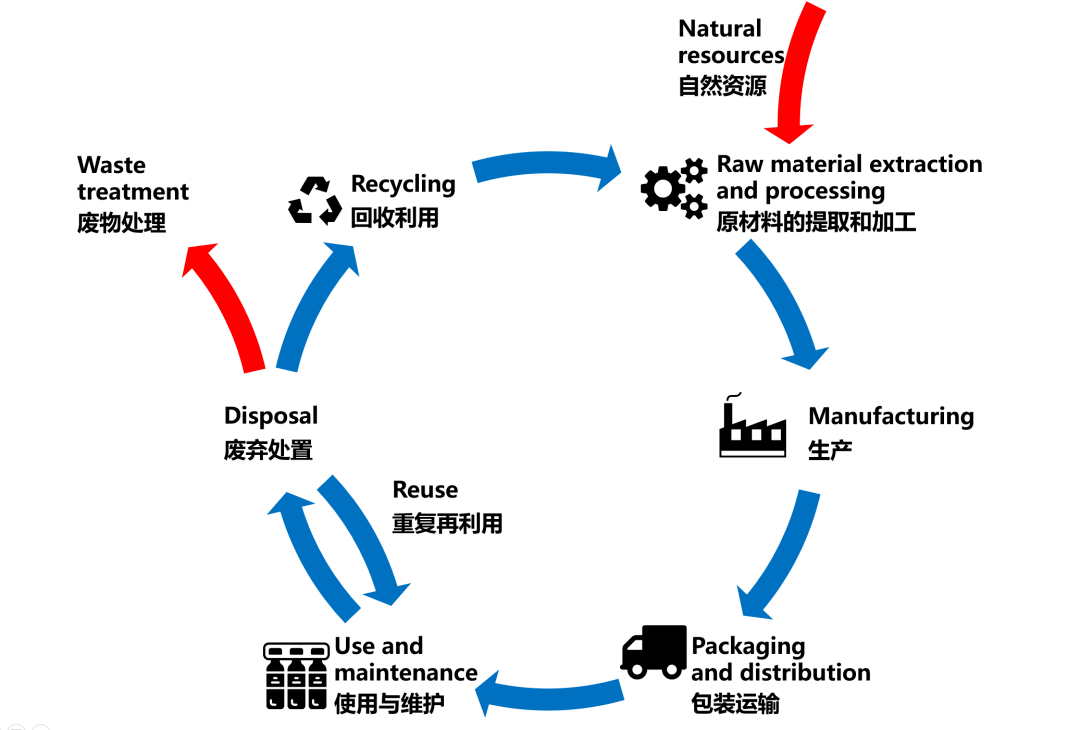 Natural
resources
自然资源
Waste
treatment
废物处理
Recycling
回收利用
Raw material extraction
and processing
原材料的提取和加工
Disposal
废弃处置
Manufacturing
生产
Reuse
重复再利用
Use and
maintenance
使用与维护
Packaging
and distribution
包装运输